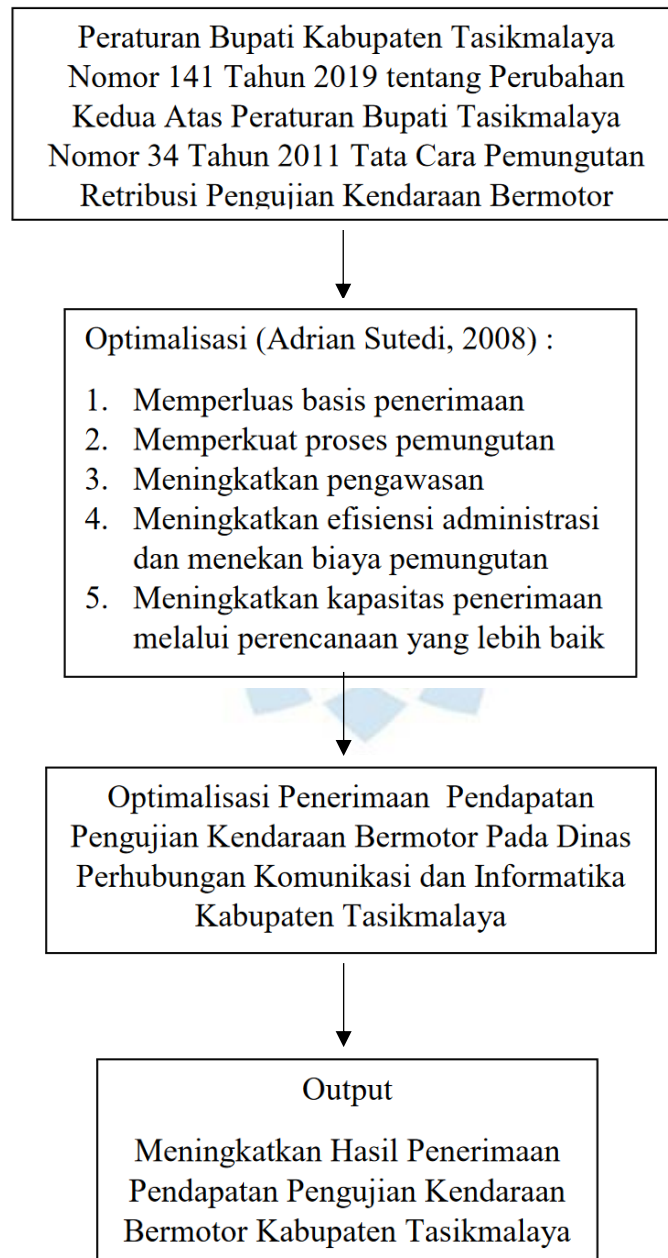 Peraturan Bupati Kabupaten Tasikmalaya
Nomor 141 Tahun 2019 tentang Perubahan
Kedua Atas Peraturan Bupati Tasikmalaya
Nomor 34 Tahun 2011 Tata Cara Pemungutan
Retribusi Pengujian Kendaraan Bermotor
Optimalisasi (Adrian Sutedi, 2008) :
1. Memperluas basis penerimaan
2. Memperkuat proses pemungutan
3. Meningkatkan pengawasan
4. Meningkatkan efisiensi administrasi
dan menekan biaya pemungutan
5. Meningkatkan kapasitas penerimaan
melalui perencanaan yang lebih baik
Optimalisasi Penerimaan Pendapatan
Pengujian Kendaraan Bermotor Pada Dinas
Perhubungan Komunikasi dan Informatika
Kabupaten Tasikmalaya
Output
Meningkatkan Hasil Penerimaan
Pendapatan Pengujian Kendaraan
Bermotor Kabupaten Tasikmalaya